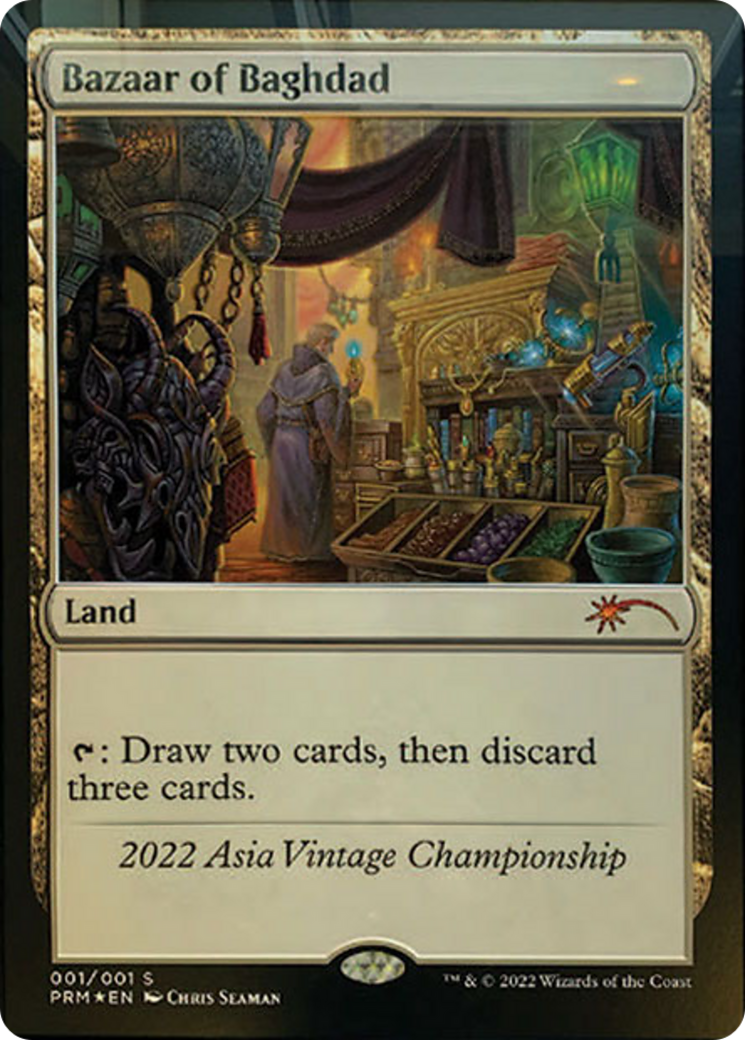 Bazaar of Baghdad
Land
: Draw two cards, then discard
three cards.
2022 Asia Vintage Championship
001/001 S
PRM★EN Chris Seaman
™ & © 2022 Wizards of the Coast